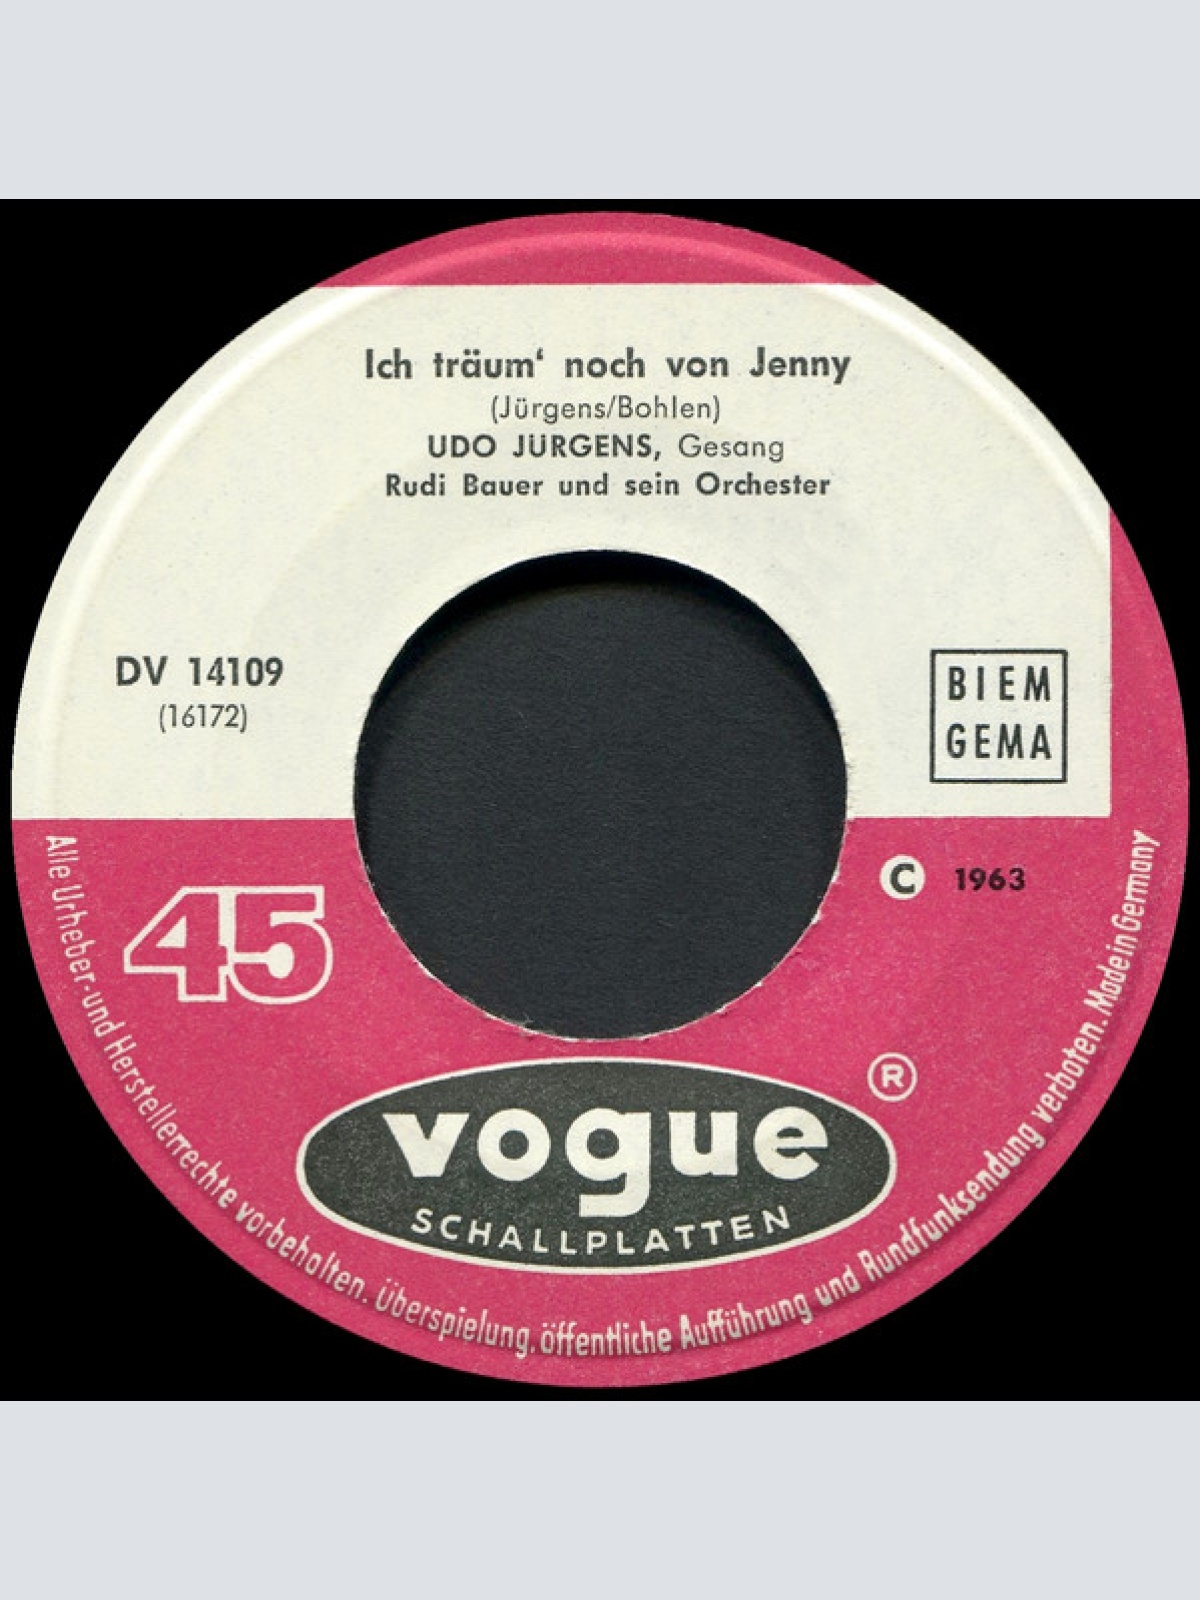 Ich träum‘ noch von Jenny
(Jürgens/Bohlen)
UDO JÜRGENS, Gesang
Rudi Bauer und sein Orchester
DV 14109
(16172)
BIEM
GEMA
C 1963
45
vogue ®
SCHALLPLATTEN
Alle Urheber- und Herstellerrechte vorbehalten. Überspielung, öffentliche Aufführung und Rundfunksendung verboten. Made in Germany